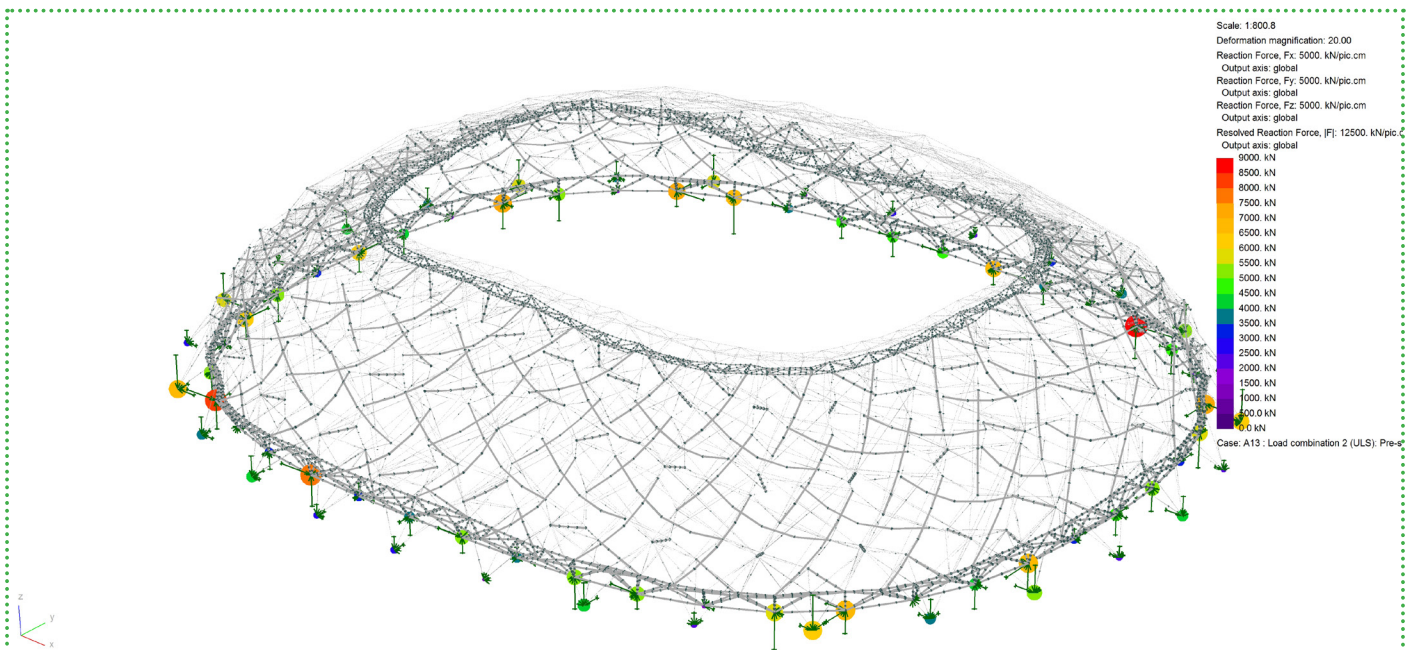 Scale: 1:800.8
Deformation magnification: 20.00
Reaction Force, Fx: 5000. kN/pic.cm
Output axis: global
Reaction Force, Fy: 5000. kN/pic.cm
Output axis: global
Reaction Force, Fz: 5000. kN/pic.cm
Output axis: global
Resolved Reaction Force, |F|: 12500. kN/pic.c
Output axis: global
9000. kN
8500. kN
8000. kN
7500. kN
7000. kN
6500. kN
6000. kN
5500. kN
5000. kN
4500. kN
4000. kN
3500. kN
3000. kN
2500. kN
2000. kN
1500. kN
1000. kN
500.0 kN
0.0 kN
Case: A13 : Load combination 2 (ULS): Pre-s
z
y
x